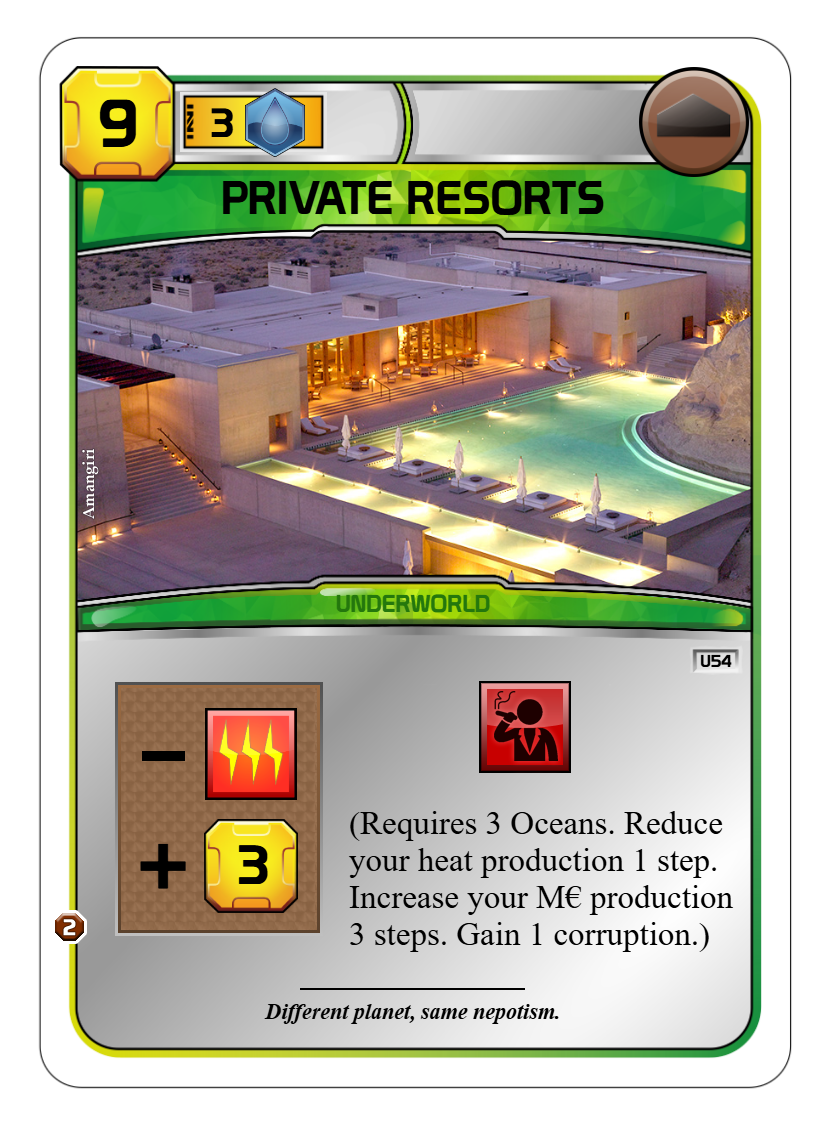 9
3
PRIVATE RESORTS
Amangiri
UNDERWORLD
U54
3
(Requires 3 Oceans. Reduce
your heat production 1 step.
Increase your M€ production
3 steps. Gain 1 corruption.)
2
Different planet, same nepotism.